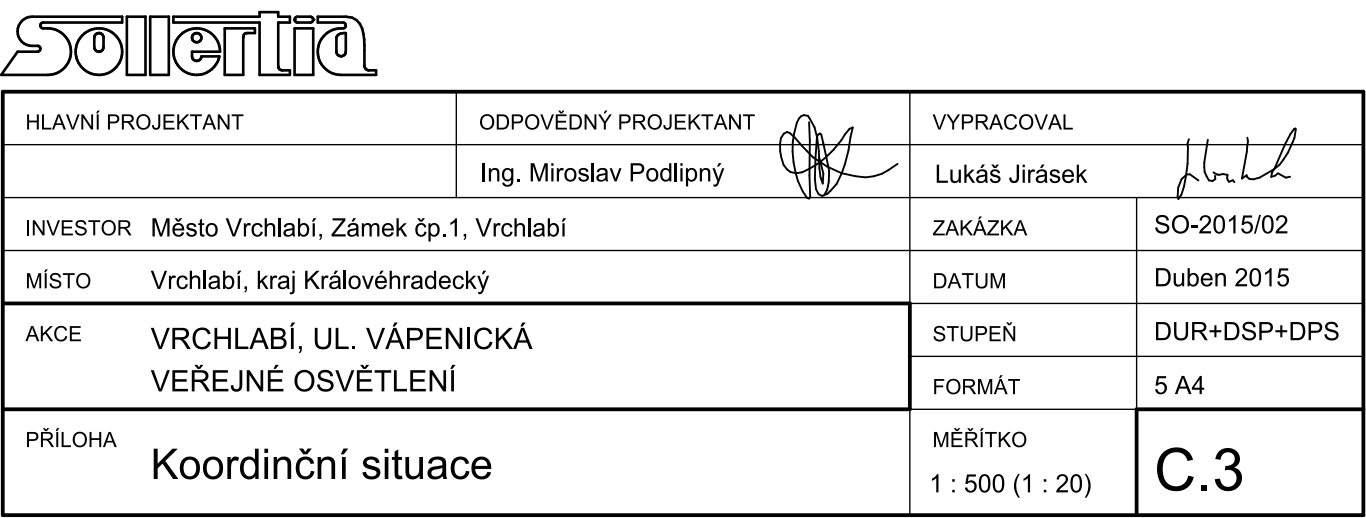 Sollertia
HLAVNÍ PROJEKTANT
ODPOVĚDNÝ PROJEKTANT
VYPRACOVAL
Ing. Miroslav Podlipný
Lukáš Jirásek
INVESTOR Město Vrchlabí, Zámek čp.1, Vrchlabí
ZAKÁZKA SO-2015/02
MÍSTO Vrchlabí, kraj Královéhradecký
DATUM Duben 2015
AKCE VRCHLABÍ, UL. VÁPENICKÁ
VEŘEJNÉ OSVĚTLENÍ
STUPEŇ DUR+DSP+DPS
FORMÁT 5 A4
PŘÍLOHA Koordinční situace
MĚŘÍTKO
1 : 500 (1 : 20)
C.3